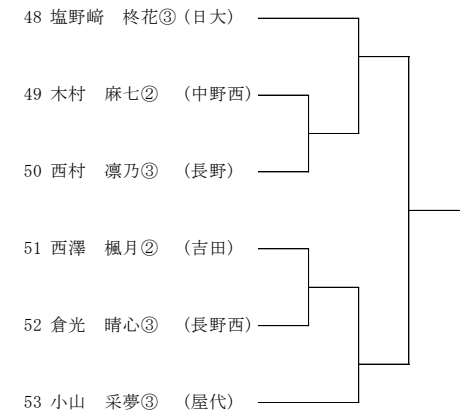 48 塩野﨑　柊花③ (日大)
49 木村　麻七②　(中野西)
50 西村　凛乃③　(長野)
51 西澤　楓月②　(吉田)
52 倉光　晴心③　(長野西)
53 小山　采夢③　(屋代)